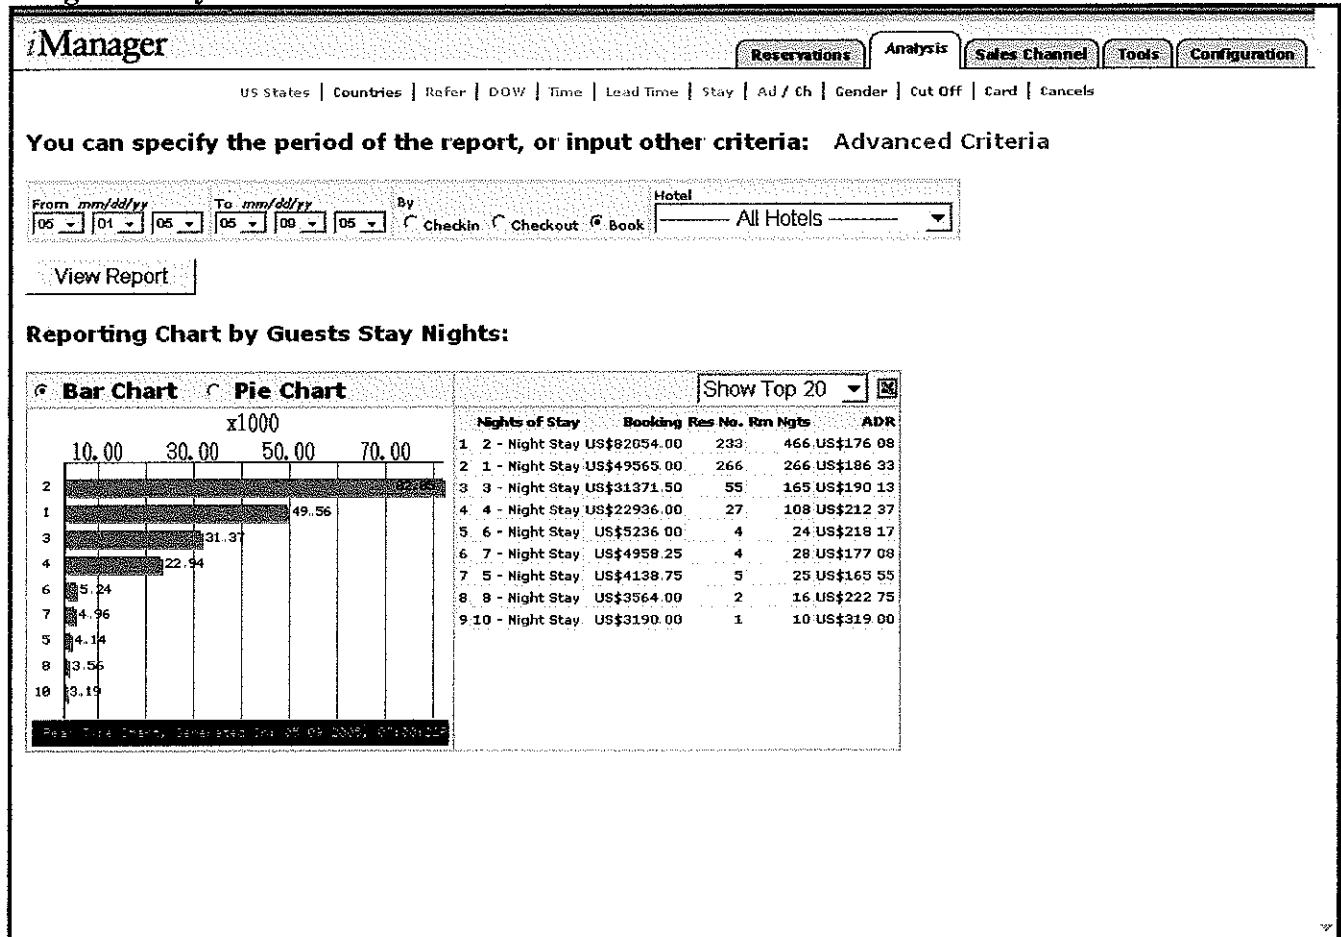 iManager
Reservations Analysis Sales Channel Tools Configuration
US States | Countries | Refer | DOW | Time | Lead Time | Stay | Ad / Ch | Gender | Cut Off | Card | Cancels
You can specify the period of the report, or input other criteria: Advanced Criteria
From mm/dd/yy To mm/dd/yy By Hotel
05 01 05 05 09 05 Checkin Checkout Book ------- All Hotels -------
View Report
Reporting Chart by Guests Stay Nights:
Bar Chart Pie Chart Show Top 20
x1000
10.00 30.00 50.00 70.00
2 82.05
1 49.56
3 31.37
4 22.94
6 5.24
7 4.96
5 4.14
8 3.56
10 3.19
Real Time Chart, Generated On: 05 09 2005,
Nights of Stay Booking Res No. Rm Ngts ADR
1 2 - Night Stay US$82054.00 233 466 US$176 08
2 1 - Night Stay US$49565.00 266 266 US$186 33
3 3 - Night Stay US$31371.50 55 165 US$190 13
4 4 - Night Stay US$22936.00 27 108 US$212 37
5 6 - Night Stay US$5236 00 4 24 US$218 17
6 7 - Night Stay US$4958.25 4 28 US$177 08
7 5 - Night Stay US$4138.75 5 25 US$165 55
8 8 - Night Stay US$3564.00 2 16 US$222 75
9 10 - Night Stay US$3190.00 1 10 US$319 00